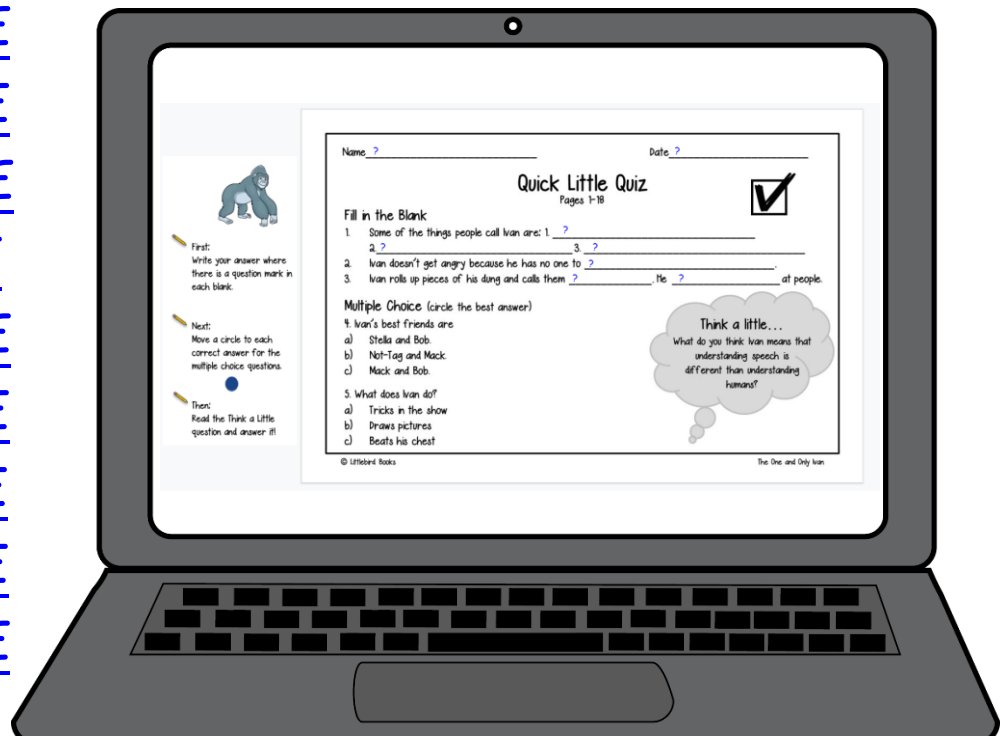 Name ?
Date ?
Quick Little Quiz
Pages 1-18
Fill in the Blank
1. Some of the things people call Ivan are: 1. ?
2. ? 3. ?
2. Ivan doesn't get angry because he has no one to ?.
3. Ivan rolls up pieces of his dung and calls them ?. He ? at people.
Multiple Choice (circle the best answer)
4. Ivan's best friends are
a) Stella and Bob.
b) Not-Tag and Mack.
c) Mack and Bob.
5. What does Ivan do?
a) Tricks in the show
b) Draws pictures
c) Beats his chest
Think a little...
What do you think Ivan means that
understanding speech is
different than understanding
humans?
© Littlebird Books
The One and Only Ivan
First:
Write your answer where
there is a question mark in
each blank.
Next:
Move a circle to each
correct answer for the
multiple choice questions.
Then:
Read the Think a Little
question and answer it!